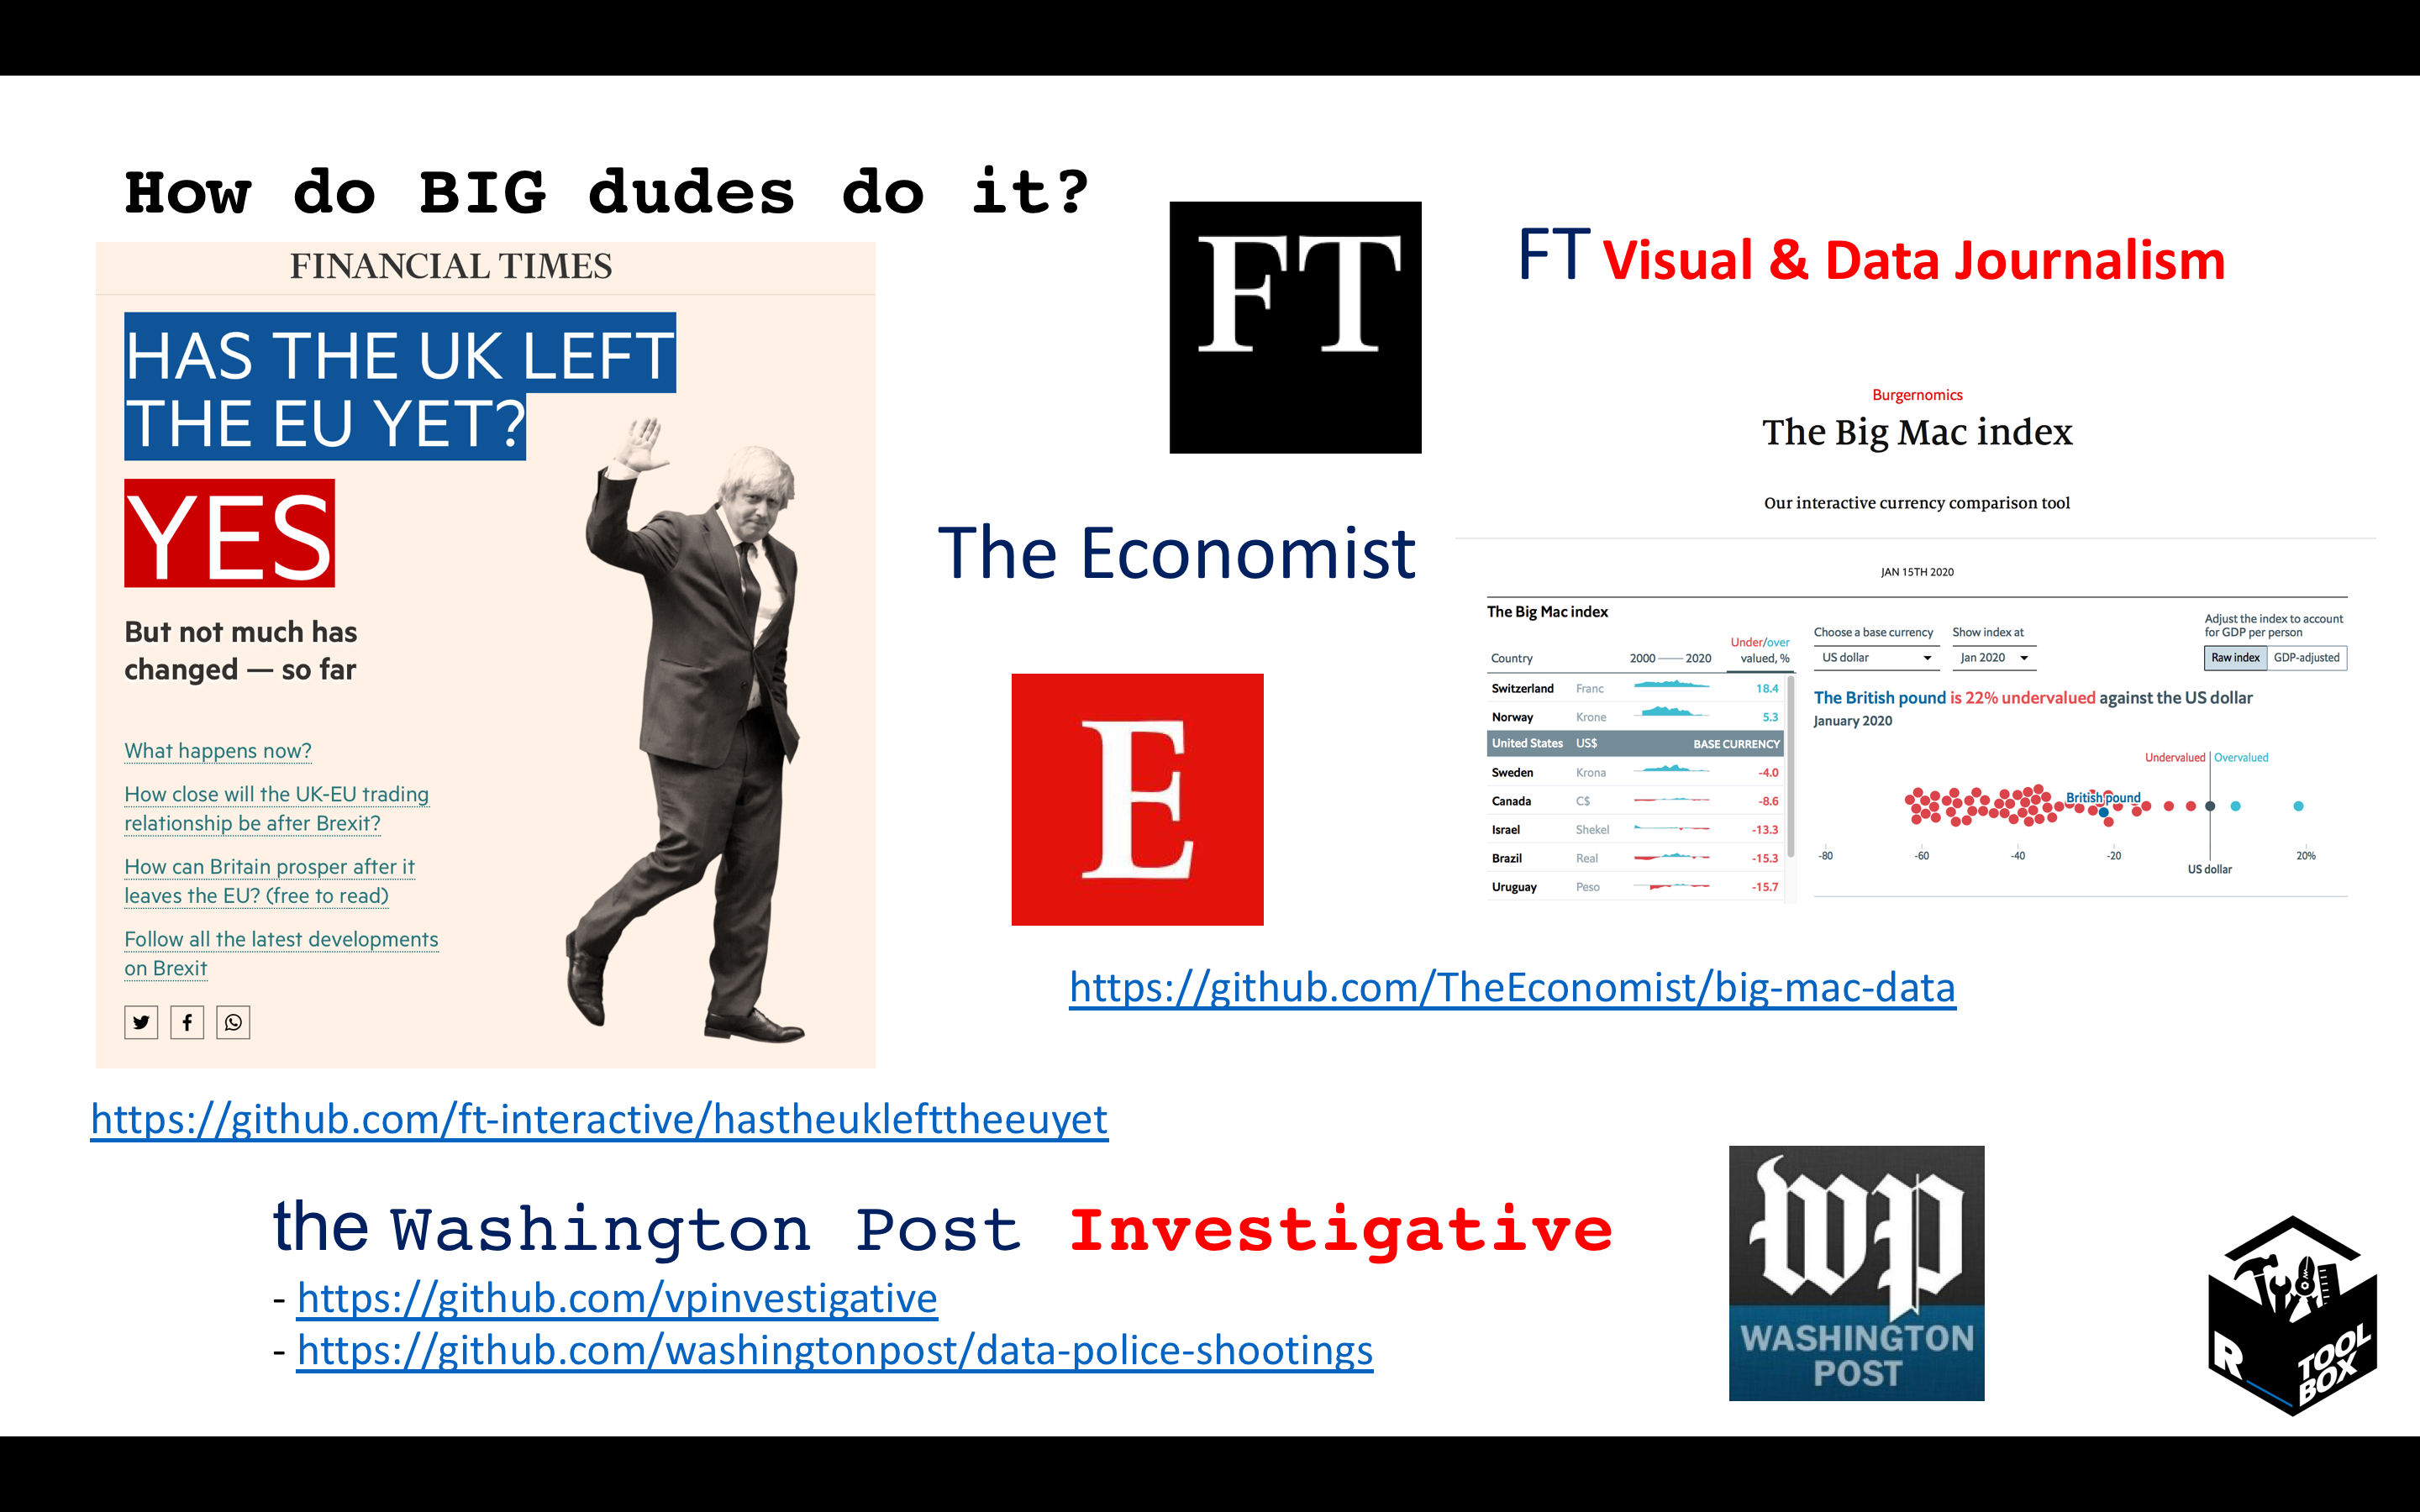 How do BIG dudes do it?
FINANCIAL TIMES
HAS THE UK LEFT
THE EU YET?
YES
But not much has
changed — so far
What happens now?
How close will the UK-EU trading
relationship be after Brexit?
How can Britain prosper after it
leaves the EU? (free to read)
Follow all the latest developments
on Brexit
https://github.com/ft-interactive/hastheuklefttheeuyet
FT
FT Visual & Data Journalism
The Economist
E
Burgernomics
The Big Mac index
Our interactive currency comparison tool
JAN 15TH 2020
The Big Mac index
Country 2000 2020 Under/over
valued, %
Switzerland Franc 18.4
Norway Krone 5.3
United States US$ BASE CURRENCY
Sweden Krona -4.0
Canada C$ -8.6
Israel Shekel -13.3
Brazil Real -15.3
Uruguay Peso -15.7
Choose a base currency
US dollar
Show index at
Jan 2020
Adjust the index to account
for GDP per person
Raw index GDP-adjusted
The British pound is 22% undervalued against the US dollar
January 2020
Undervalued Overvalued
British pound
-80 -60 -40 -20 20%
US dollar
https://github.com/TheEconomist/big-mac-data
the Washington Post Investigative
- https://github.com/vpinvestigative
- https://github.com/washingtonpost/data-police-shootings
wp
WASHINGTON
POST
R
TOOL
BOX